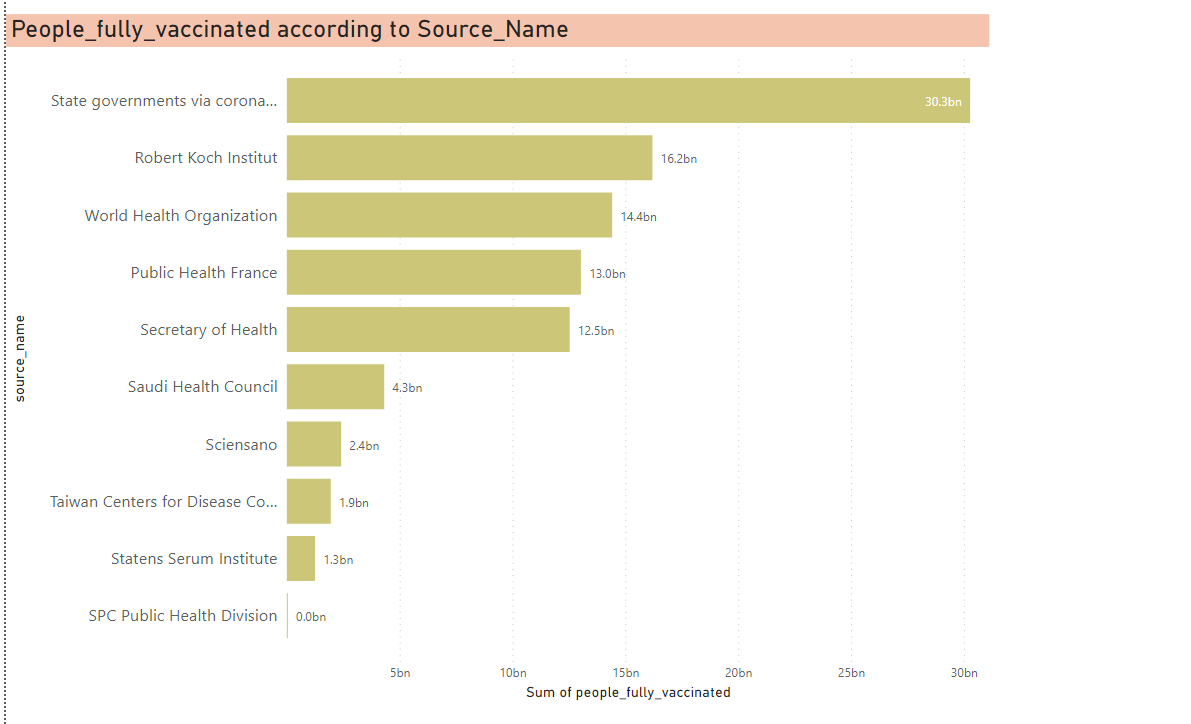 People_fully_vaccinated according to Source_Name
State governments via corona...
30.3bn
Robert Koch Institut
16.2bn
World Health Organization
14.4bn
Public Health France
13.0bn
Secretary of Health
12.5bn
source_name
Saudi Health Council
4.3bn
Sciensano
2.4bn
Taiwan Centers for Disease Co...
1.9bn
Statens Serum Institute
1.3bn
SPC Public Health Division
0.0bn
5bn 10bn 15bn 20bn 25bn 30bn
Sum of people_fully_vaccinated